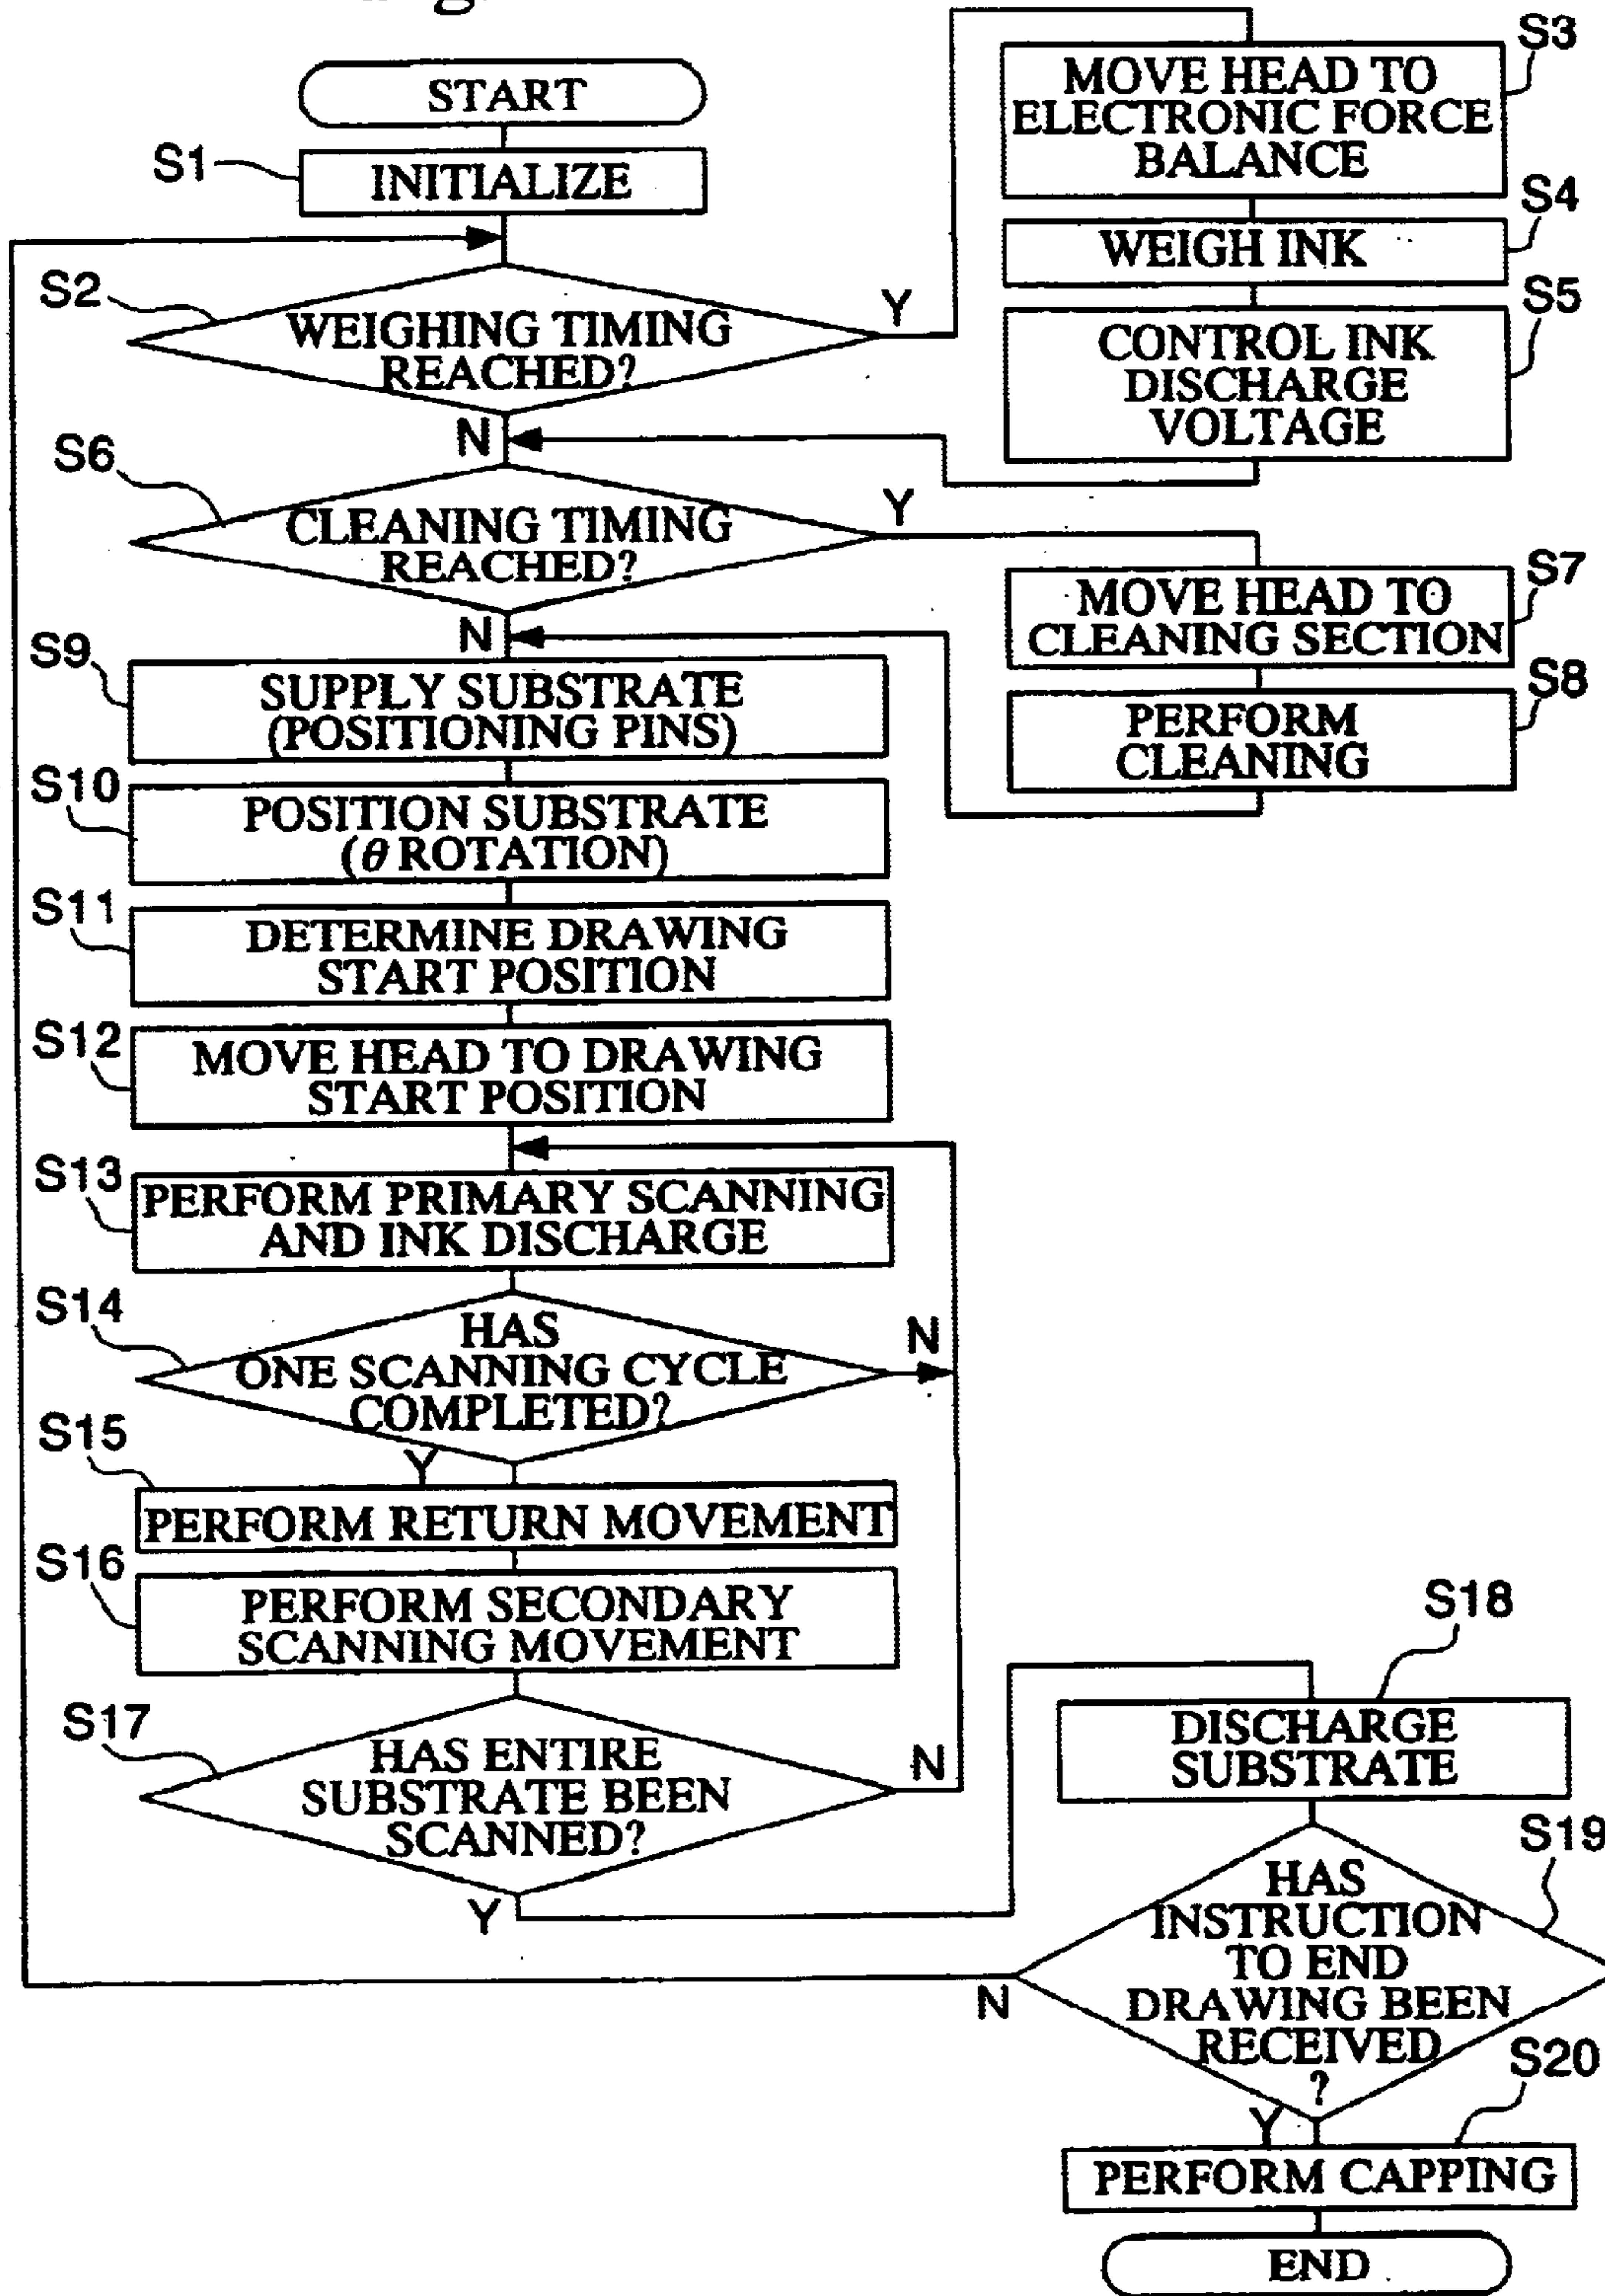 START
S1
INITIALIZE
S2
WEIGHING TIMING
REACHED?
Y
N
S3
MOVE HEAD TO
ELECTRONIC FORCE
BALANCE
S4
WEIGH INK
S5
CONTROL INK
DISCHARGE
VOLTAGE
S6
CLEANING TIMING
REACHED?
Y
N
S7
MOVE HEAD TO
CLEANING SECTION
S8
PERFORM
CLEANING
S9
SUPPLY SUBSTRATE
(POSITIONING PINS)
S10
POSITION SUBSTRATE
(θ ROTATION)
S11
DETERMINE DRAWING
START POSITION
S12
MOVE HEAD TO DRAWING
START POSITION
S13
PERFORM PRIMARY SCANNING
AND INK DISCHARGE
S14
HAS
ONE SCANNING CYCLE
COMPLETED?
N
Y
S15
PERFORM RETURN MOVEMENT
S16
PERFORM SECONDARY
SCANNING MOVEMENT
S17
HAS ENTIRE
SUBSTRATE BEEN
SCANNED?
N
Y
S18
DISCHARGE
SUBSTRATE
S19
HAS
INSTRUCTION
TO END
DRAWING BEEN
RECEIVED
?
N
Y
S20
PERFORM CAPPING
END